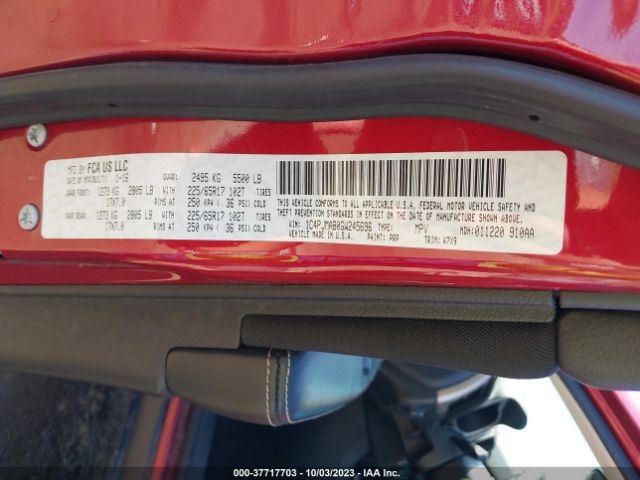 MFD BY FCA US LLC
DATE OF MFR(BUILT): 1-16 GVWR: 2495 KG 5500 LB
GAWR FRONT: 1273 KG 2805 LB WITH 225/65R17 102T TIRES
17X7.0 RIMS AT 250 KPA ( 36 PSI) COLD
GAWR REAR: 1273 KG 2805 LB WITH 225/65R17 102T TIRES
17X7.0 RIMS AT 250 KPA ( 36 PSI) COLD
THIS VEHICLE CONFORMS TO ALL APPLICABLE U.S.A. FEDERAL MOTOR VEHICLE SAFETY AND
THEFT PREVENTION STANDARDS IN EFFECT ON THE DATE OF MANUFACTURE SHOWN ABOVE.
VIN: 1C4PJMAB0GW245696 TYPE: MPV MDH:011220 910AA
VEHICLE MADE IN U.S.A. PAINT: PRP TRIM: A7X9
00-37717703 - 10/03/2023 - IAA Inc.